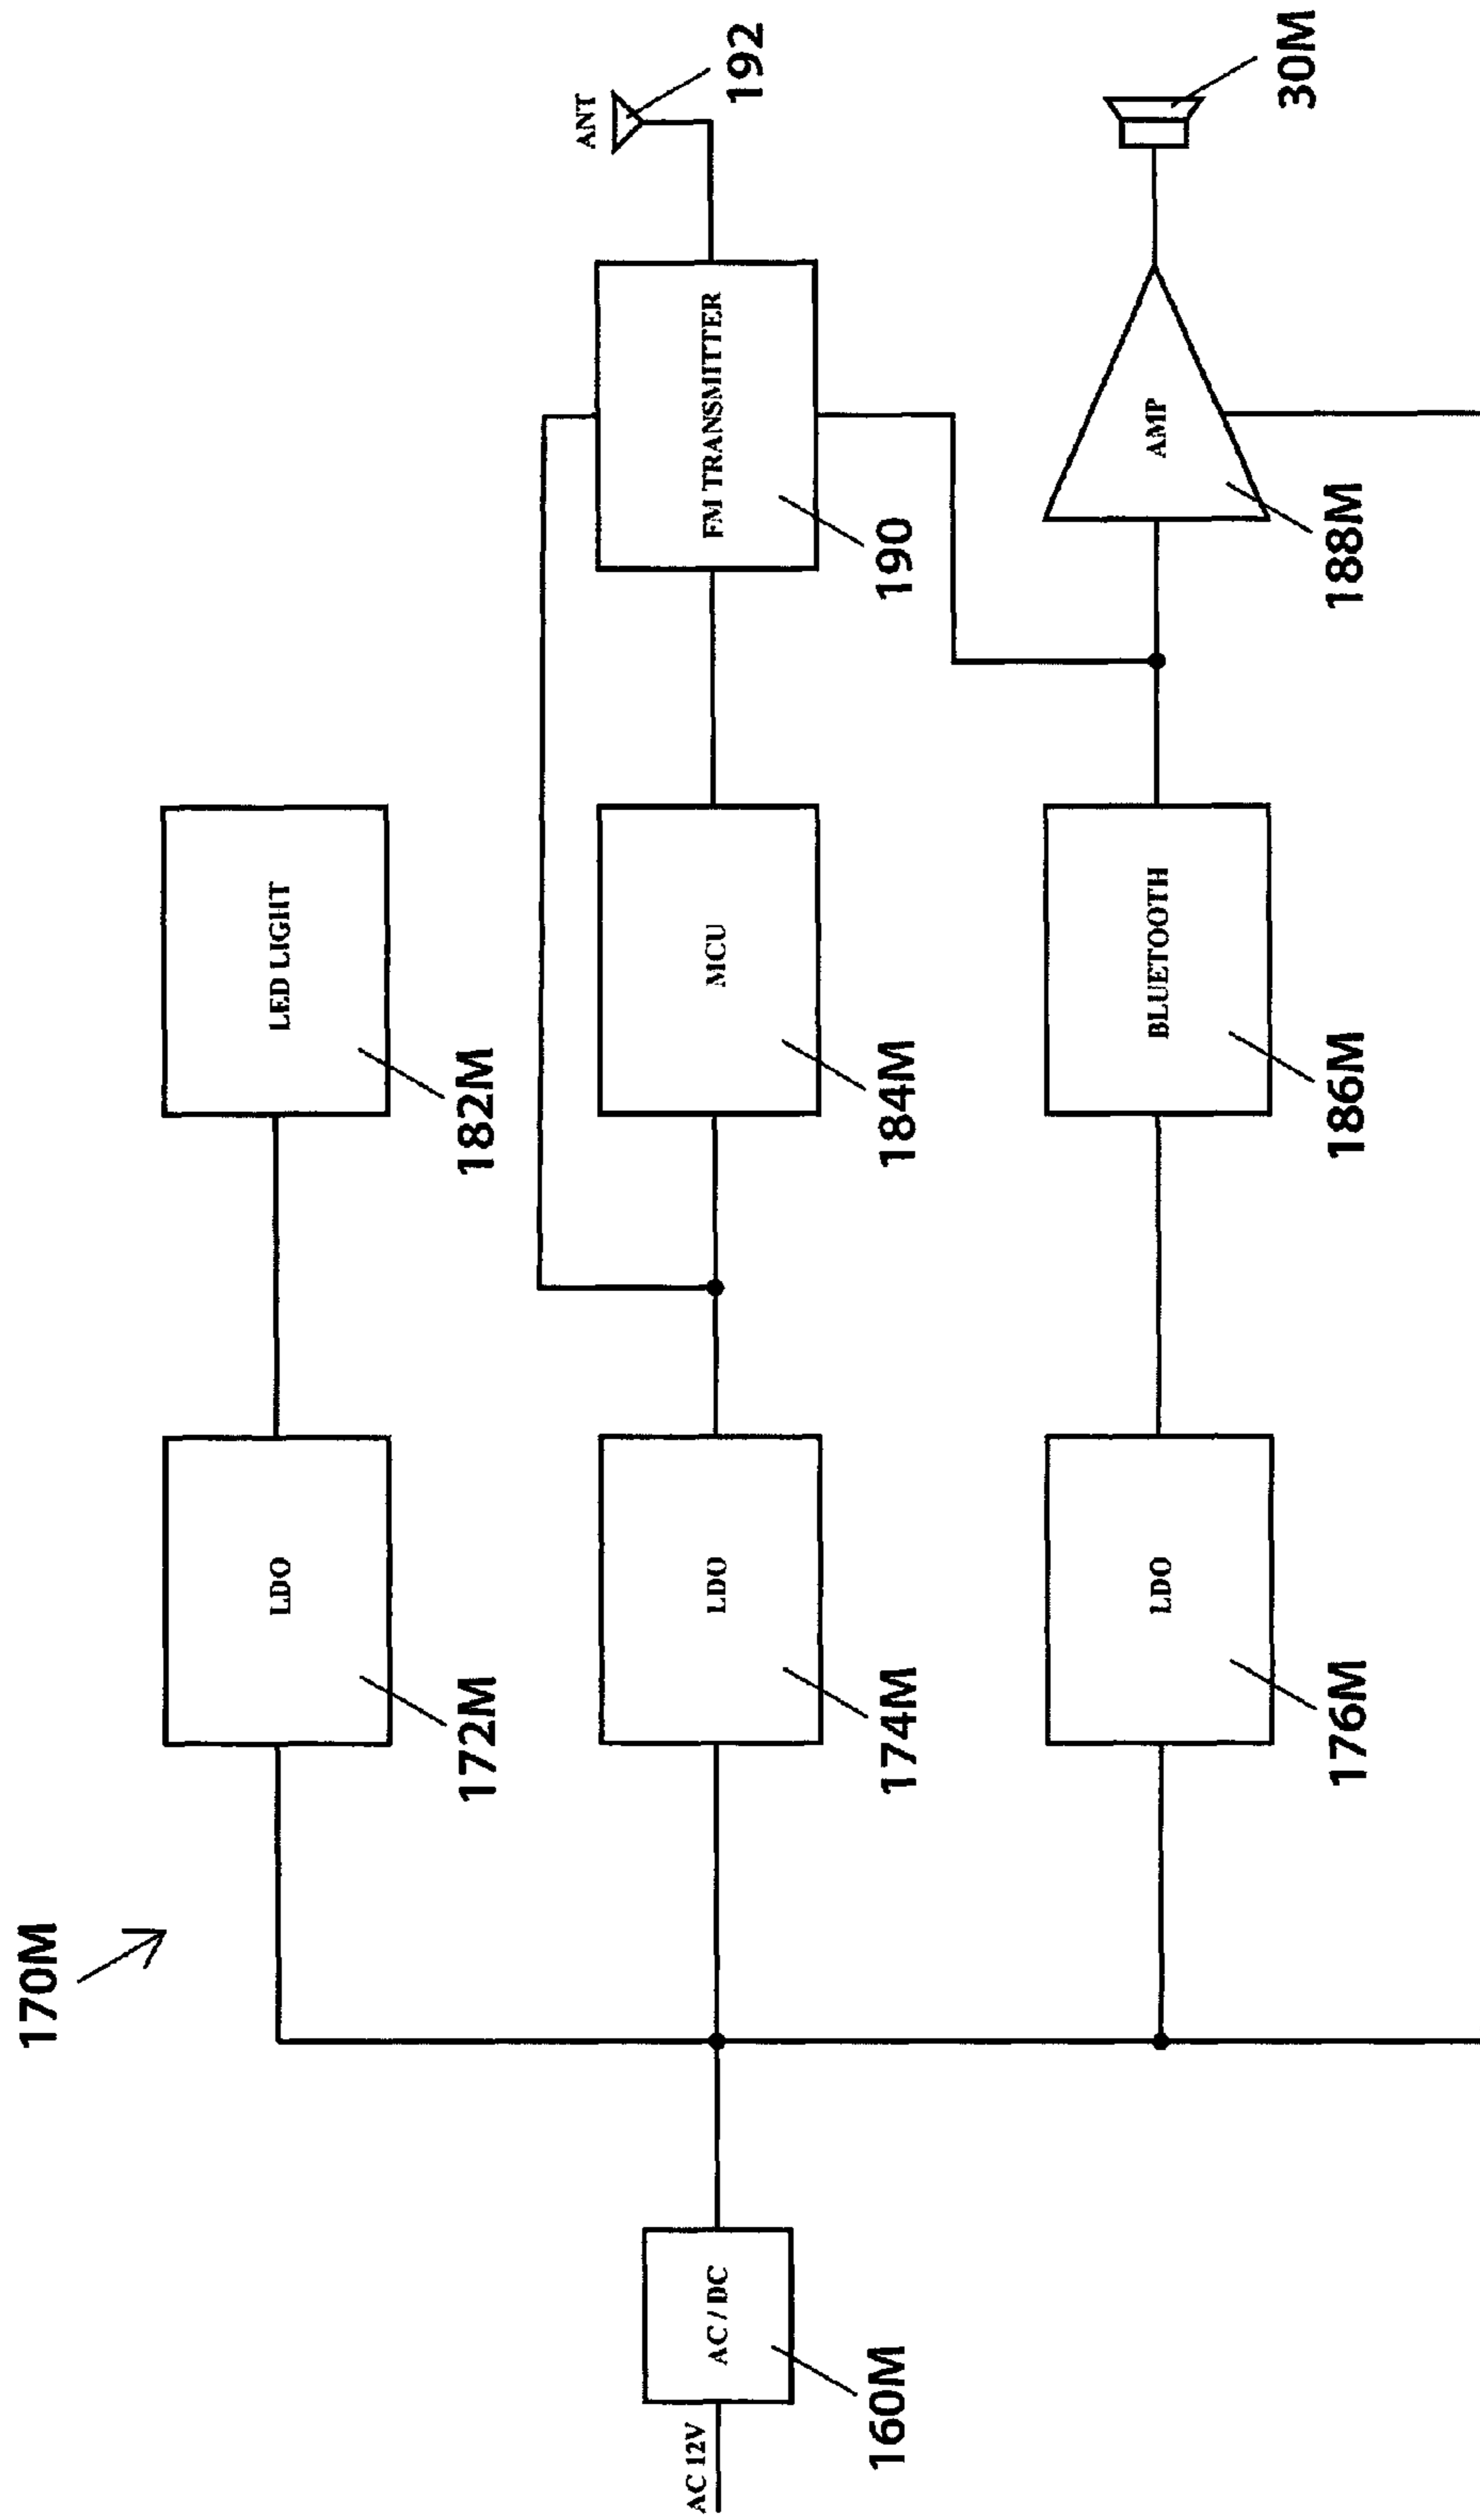 170M
LDO
172M
LED LIGHT
182M
AC 12V
AC / DC
160M
LDO
174M
MCU
184M
FM TRANSMITTER
190
ANT
192
LDO
176M
BLUETOOTH
186M
AMP
188M
30M